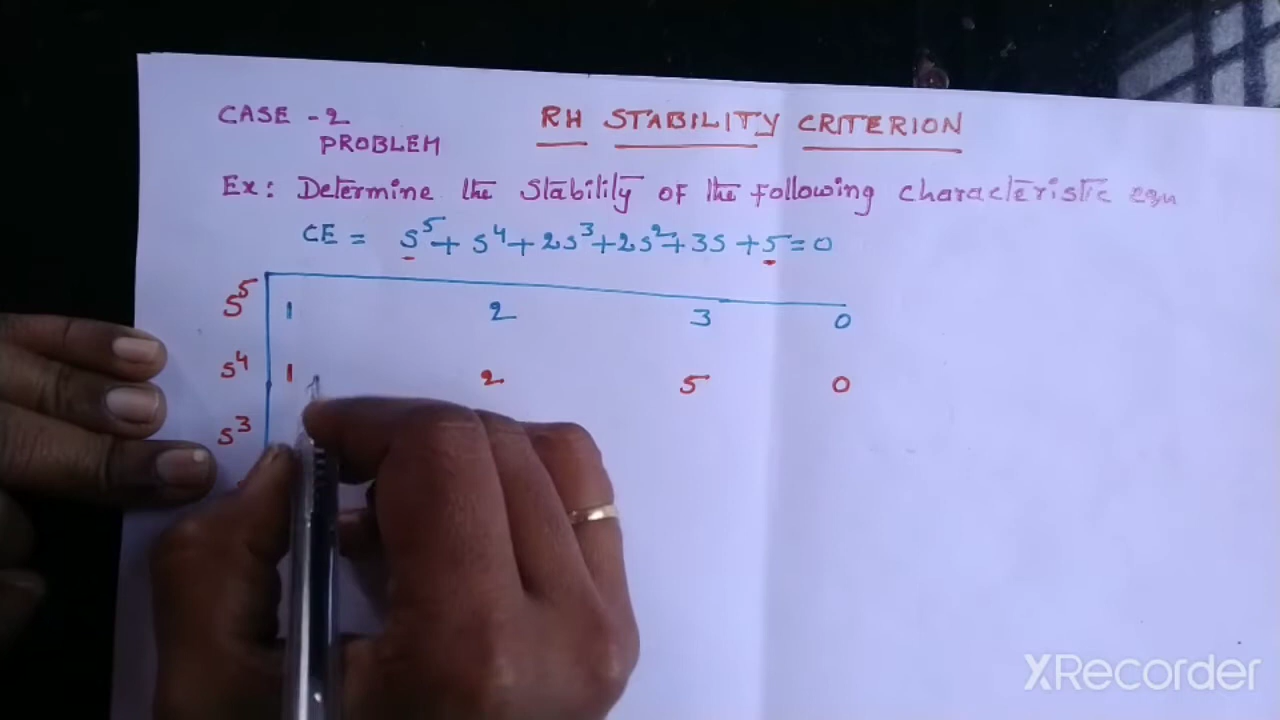 CASE - 2 RH STABILITY CRITERION
PROBLEM
Ex: Determine the Stability of the following characteristic equ
CE = s⁵ + s⁴ + 2s³ + 2s² + 3s + 5 = 0
s⁵ 1 2 3 0
s⁴ 1 2 5 0
s³
XRecorder